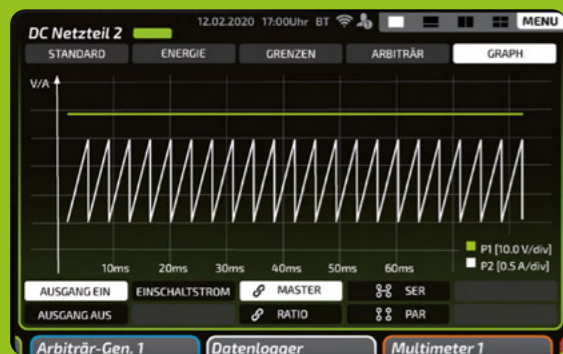 12.02.2020 17:00Uhr BT MENU
DC Netzteil 2
STANDARD ENERGIE GRENZEN ARBITRÄR GRAPH
V/A
P1 [10.0 V/div]
P2 [0.5 A/div]
10ms 20ms 30ms 40ms 50ms 60ms
AUSGANG EIN EINSCHALTSTROM MASTER SER
AUSGANG AUS RATIO PAR
Arbiträr-Gen. 1 Datenlogger Multimeter 1